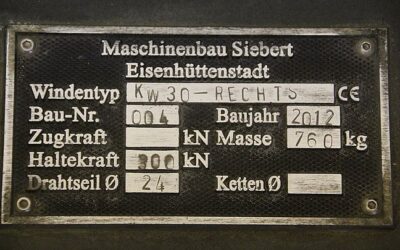 Maschinenbau Siebert
Eisenhüttenstadt
Windentyp KW30-RECHTS CE
Bau-Nr. 004 Baujahr 2012
Zugkraft kN Masse 760 kg
Haltekraft 300 kN
Drahtseil Ø 24 Ketten Ø